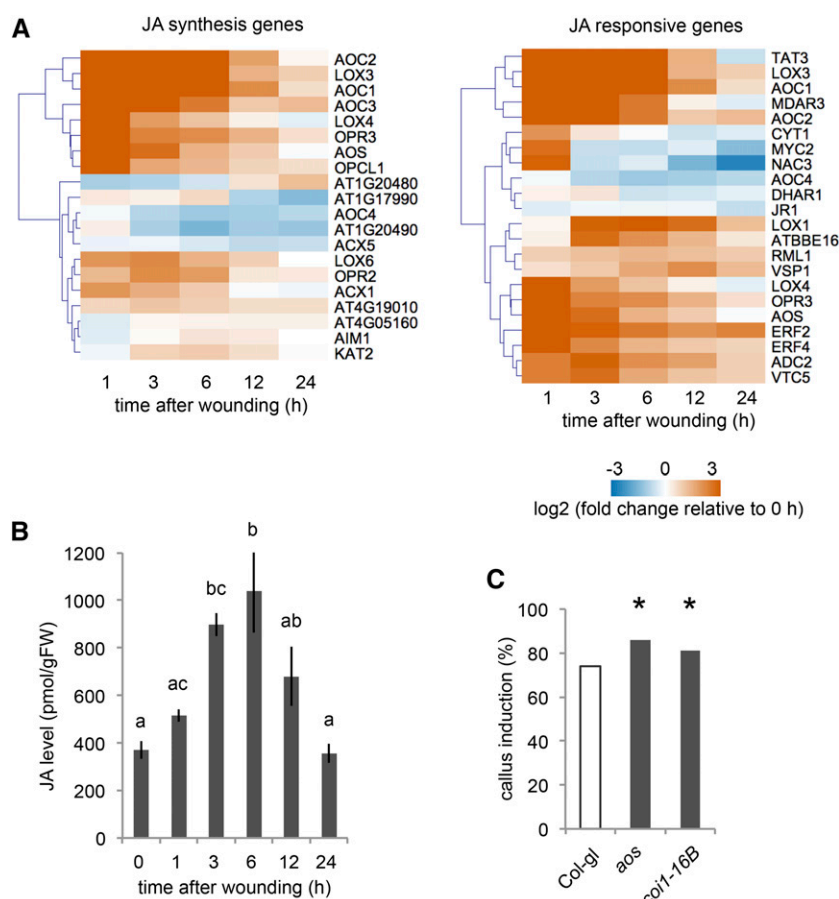 A
JA synthesis genes
AOC2
LOX3
AOC1
AOC3
LOX4
OPR3
AOS
OPCL1
AT1G20480
AT1G17990
AOC4
AT1G20490
ACX5
LOX6
OPR2
ACX1
AT4G19010
AT4G05160
AIM1
KAT2
1 3 6 12 24
time after wounding (h)
JA responsive genes
TAT3
LOX3
AOC1
MDAR3
AOC2
CYT1
MYC2
NAC3
AOC4
DHAR1
JR1
LOX1
ATBBE16
RML1
VSP1
LOX4
OPR3
AOS
ERF2
ERF4
ADC2
VTC5
1 3 6 12 24
time after wounding (h)
-3 0 3
log2 (fold change relative to 0 h)
B
JA level (pmol/gFW)
1200
1000
800
600
400
200
0
a ac bc b ab a
0 1 3 6 12 24
time after wounding (h)
C
callus induction (%)
100
80
60
40
20
0
* *
Col-gl aos coi1-16B